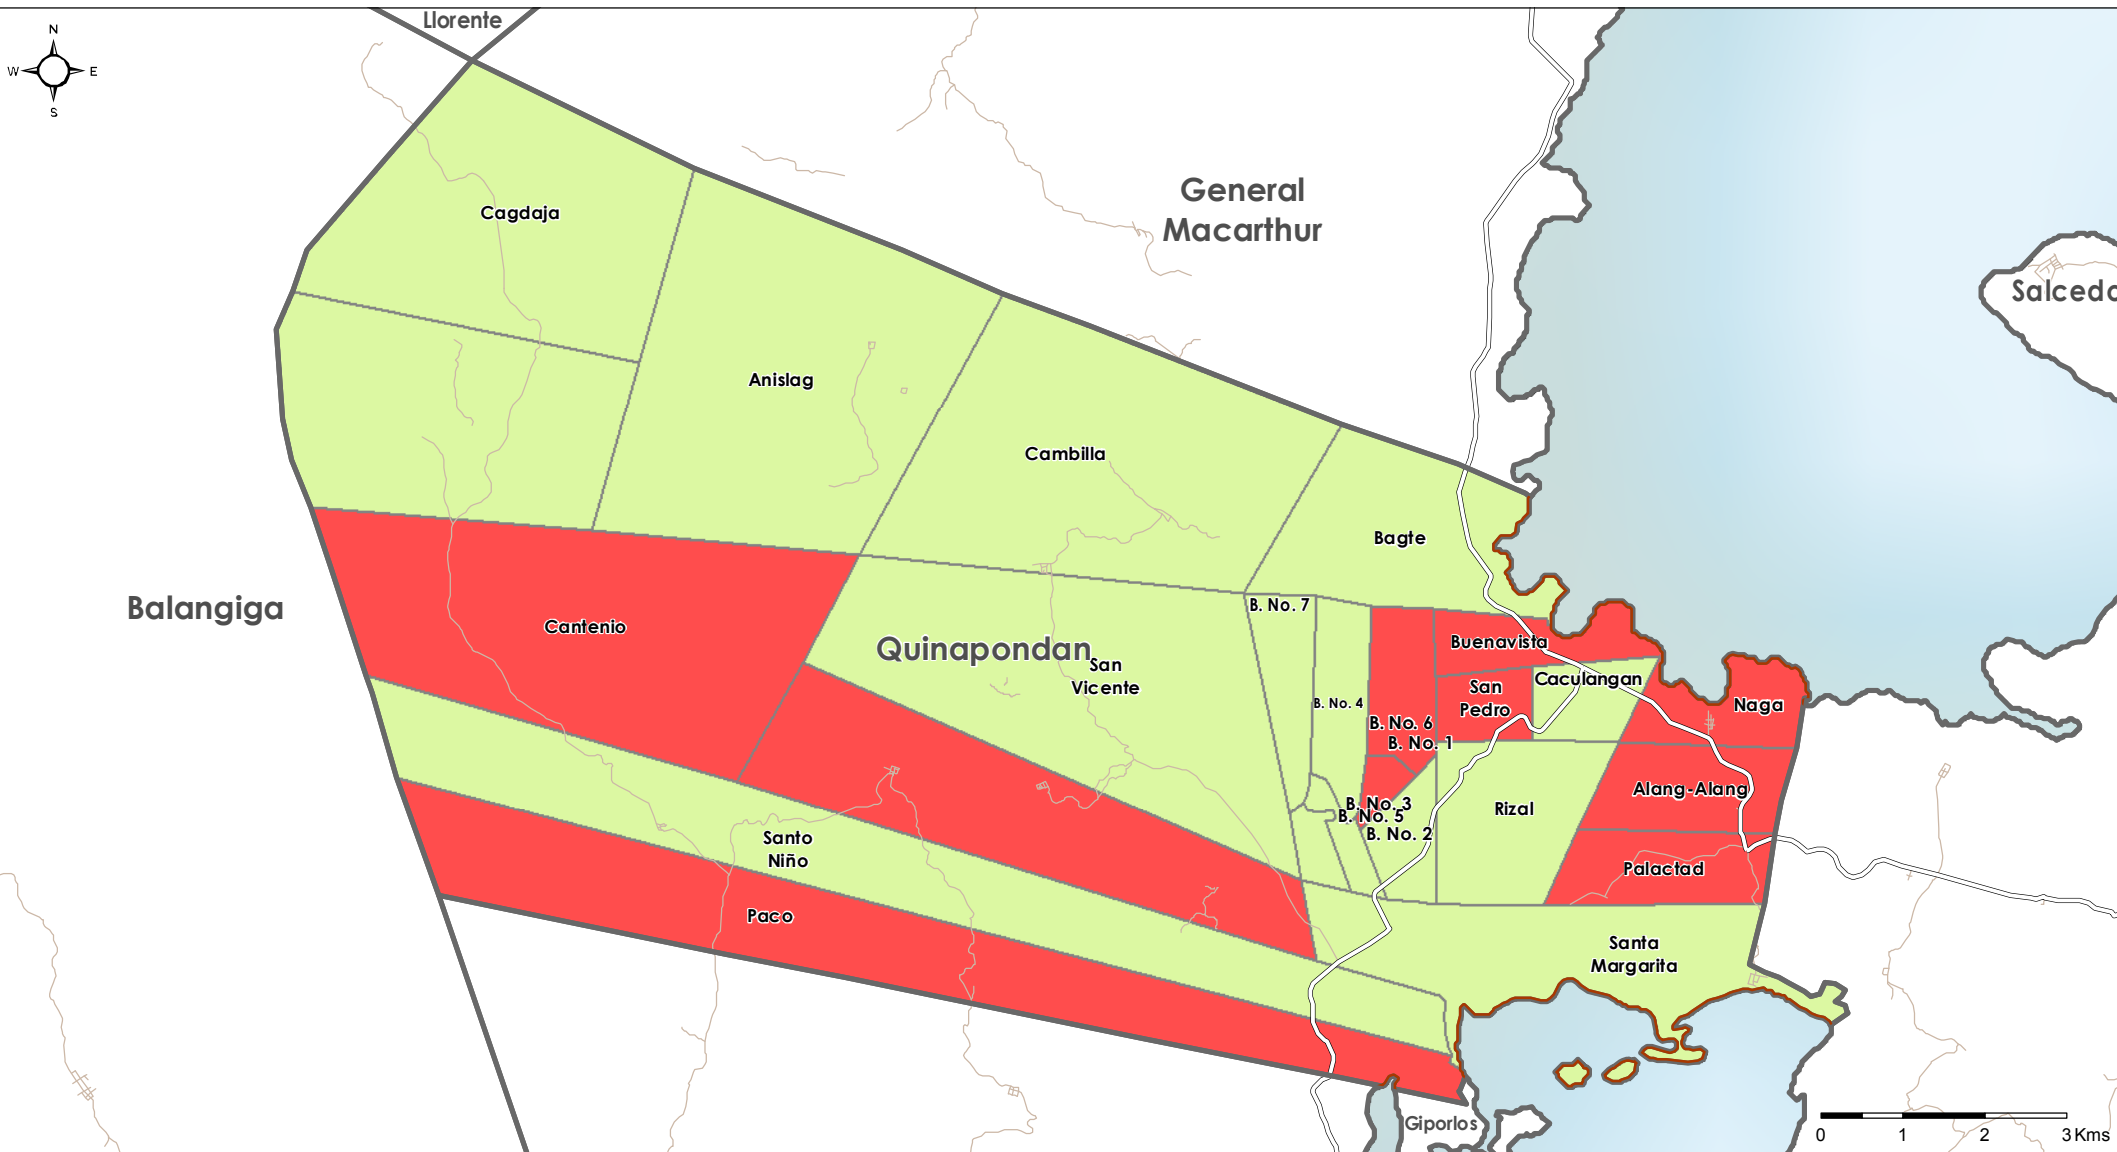 Llorente
N
W E
S
Cagdaja
General
Macarthur
Salcedo
Anislag
Cambilla
Bagte
Balangiga
B. No. 7
Cantenio
Quinapondan
Buenavista
San
Vicente
Caculangan
San
Pedro
B. No. 4
Naga
B. No. 6
B. No. 1
Alang-Alang
B. No. 3
Rizal
B. No. 5
B. No. 2
Santo
Niño
Palactad
Paco
Santa
Margarita
Giporlos
0 1 2 3 Kms